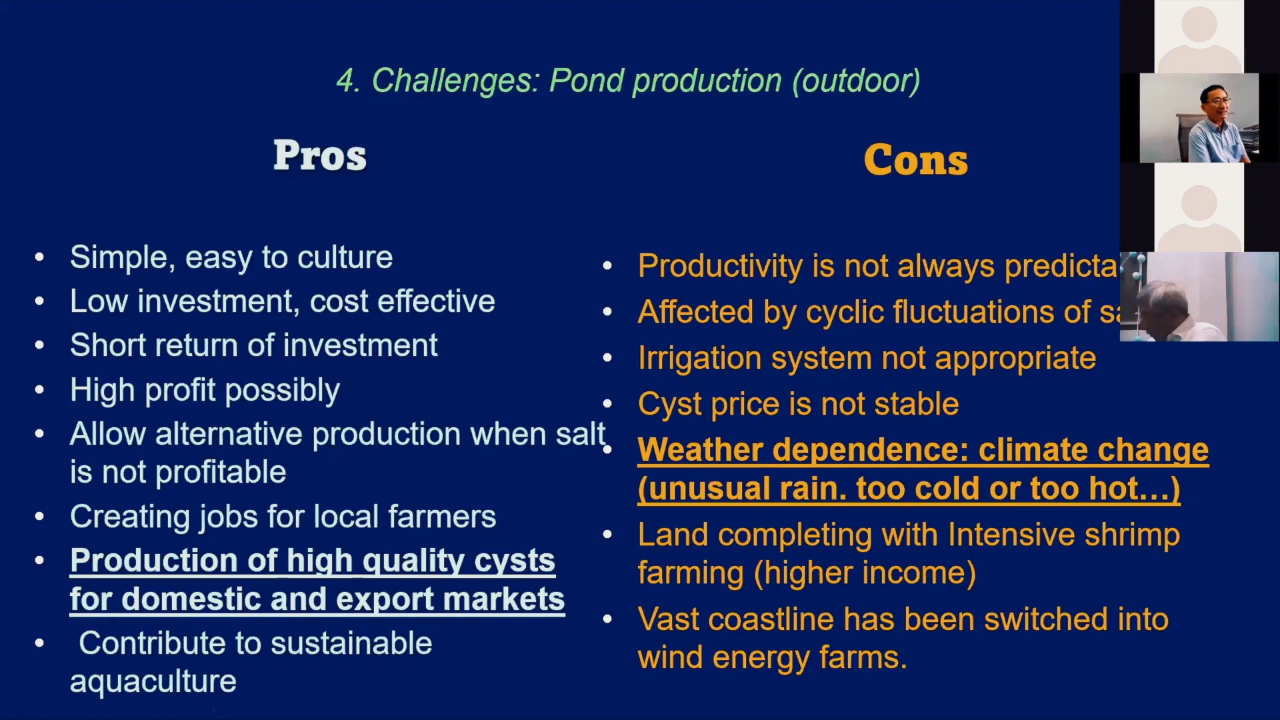 4. Challenges: Pond production (outdoor)
Pros
• Simple, easy to culture
• Low investment, cost effective
• Short return of investment
• High profit possibly
• Allow alternative production when salt
is not profitable
• Creating jobs for local farmers
• Production of high quality cysts
for domestic and export markets
• Contribute to sustainable
aquaculture
Cons
• Productivity is not always
• Affected by cyclic fluctuations of
• Irrigation system not appropriate
• Cyst price is not stable
• Weather dependence: climate change
(unusual rain. too cold or too hot...)
• Land completing with Intensive shrimp
farming (higher income)
• Vast coastline has been switched into
wind energy farms.